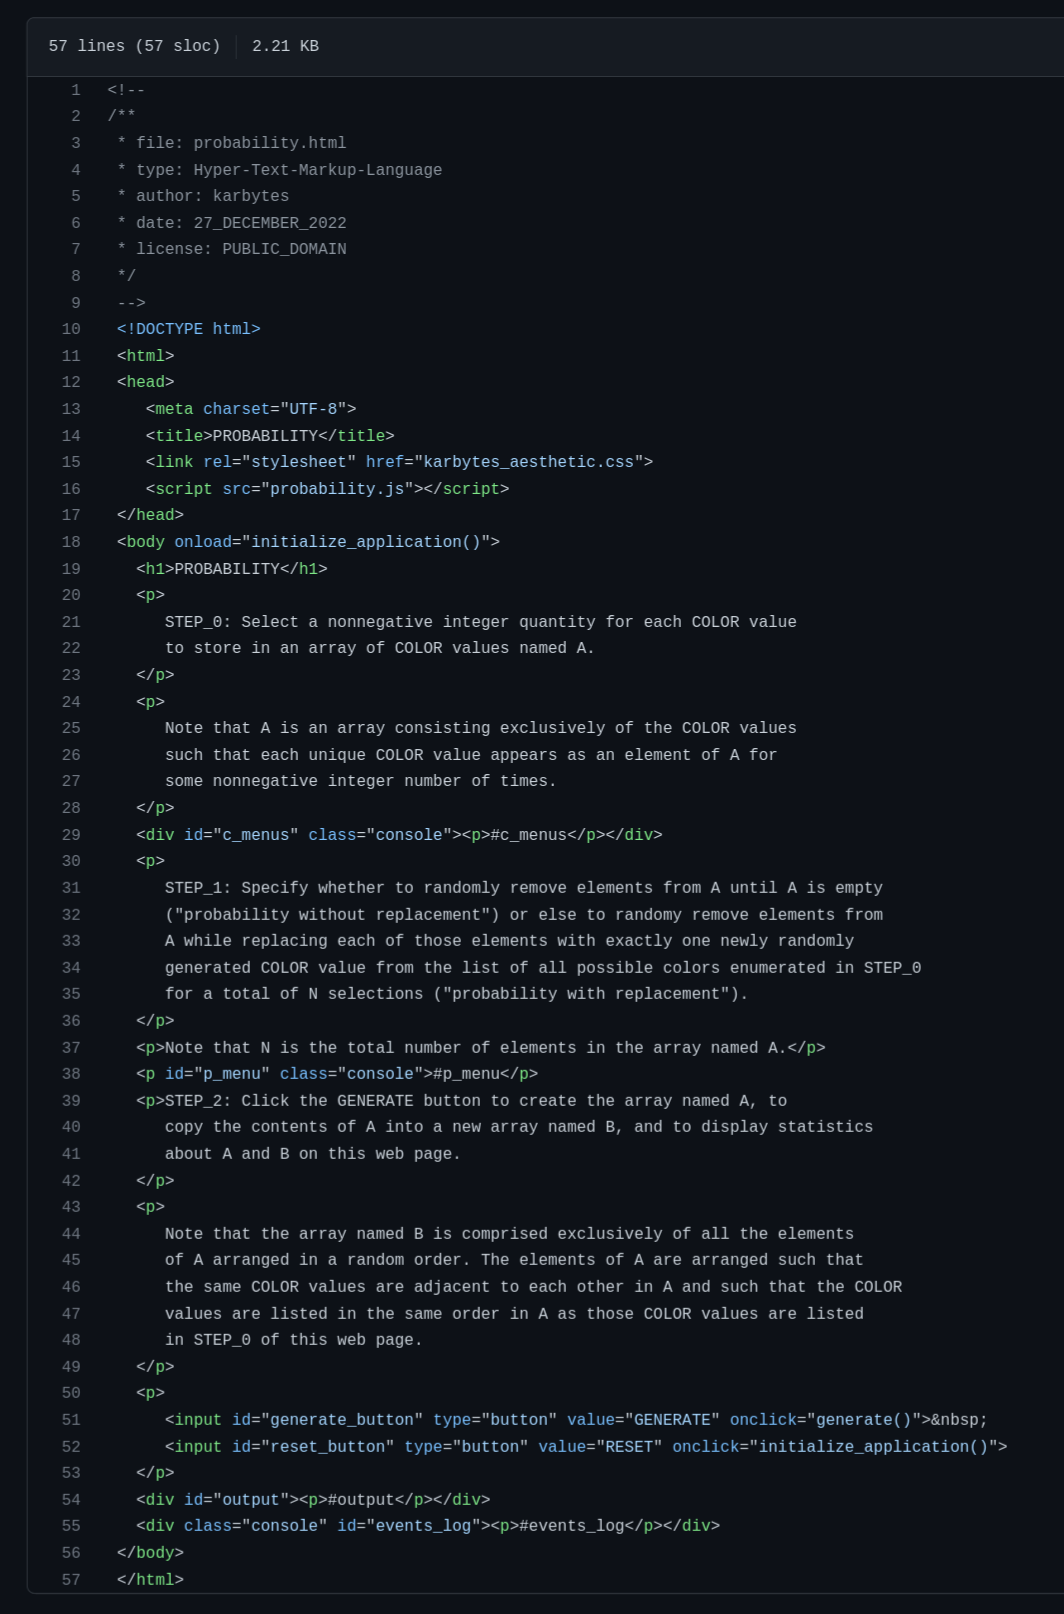 57 lines (57 sloc) 2.21 KB
1 <!--
2 /**
3 * file: probability.html
4 * type: Hyper-Text-Markup-Language
5 * author: karbytes
6 * date: 27_DECEMBER_2022
7 * license: PUBLIC_DOMAIN
8 */
9 -->
10 <!DOCTYPE html>
11 <html>
12 <head>
13 <meta charset="UTF-8">
14 <title>PROBABILITY</title>
15 <link rel="stylesheet" href="karbytes_aesthetic.css">
16 <script src="probability.js"></script>
17 </head>
18 <body onload="initialize_application()">
19 <h1>PROBABILITY</h1>
20 <p>
21 STEP_0: Select a nonnegative integer quantity for each COLOR value
22 to store in an array of COLOR values named A.
23 </p>
24 <p>
25 Note that A is an array consisting exclusively of the COLOR values
26 such that each unique COLOR value appears as an element of A for
27 some nonnegative integer number of times.
28 </p>
29 <div id="c_menus" class="console"><p>#c_menus</p></div>
30 <p>
31 STEP_1: Specify whether to randomly remove elements from A until A is empty
32 ("probability without replacement") or else to randomy remove elements from
33 A while replacing each of those elements with exactly one newly randomly
34 generated COLOR value from the list of all possible colors enumerated in STEP_0
35 for a total of N selections ("probability with replacement").
36 </p>
37 <p>Note that N is the total number of elements in the array named A.</p>
38 <p id="p_menu" class="console">#p_menu</p>
39 <p>STEP_2: Click the GENERATE button to create the array named A, to
40 copy the contents of A into a new array named B, and to display statistics
41 about A and B on this web page.
42 </p>
43 <p>
44 Note that the array named B is comprised exclusively of all the elements
45 of A arranged in a random order. The elements of A are arranged such that
46 the same COLOR values are adjacent to each other in A and such that the COLOR
47 values are listed in the same order in A as those COLOR values are listed
48 in STEP_0 of this web page.
49 </p>
50 <p>
51 <input id="generate_button" type="button" value="GENERATE" onclick="generate()">&nbsp;
52 <input id="reset_button" type="button" value="RESET" onclick="initialize_application()">
53 </p>
54 <div id="output"><p>#output</p></div>
55 <div class="console" id="events_log"><p>#events_log</p></div>
56 </body>
57 </html>